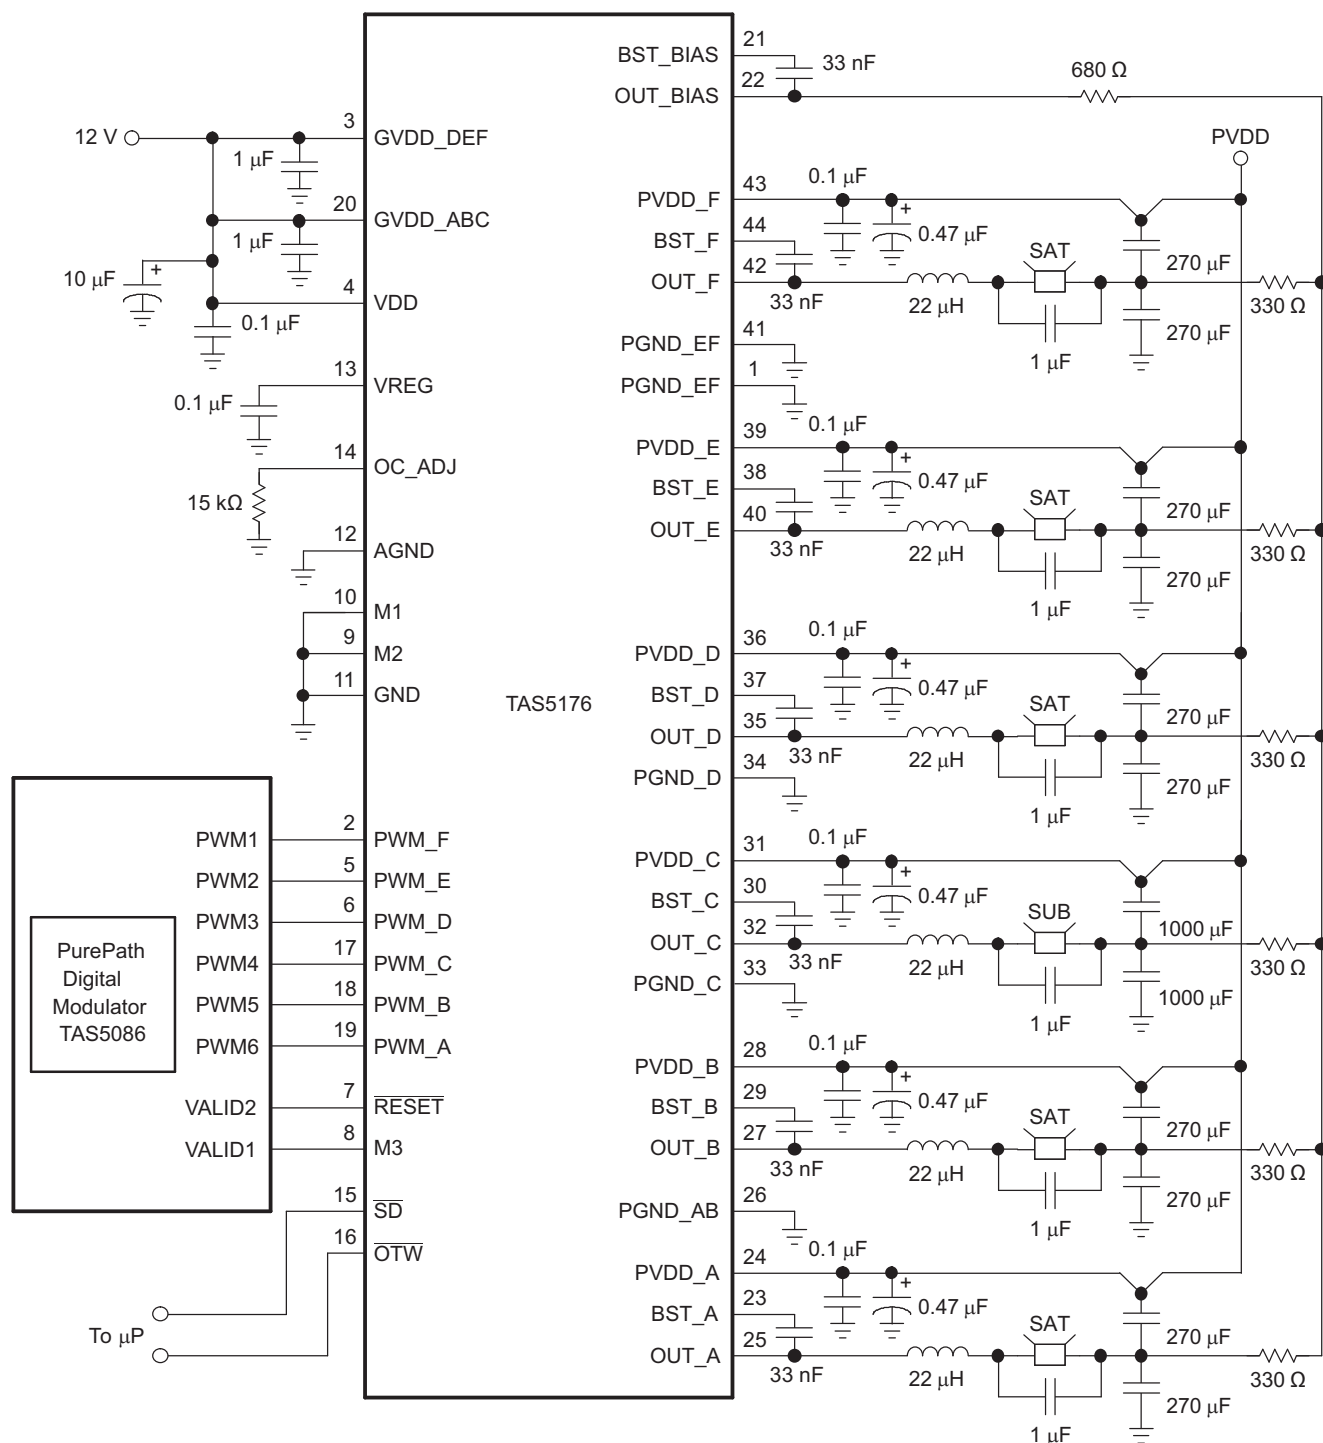 21
BST_BIAS
33 nF
22
OUT_BIAS
680 Ω
12 V
3
GVDD_DEF
1 μF
20
GVDD_ABC
1 μF
10 μF
+
4
VDD
0.1 μF
13
VREG
0.1 μF
14
OC_ADJ
15 kΩ
12
AGND
10
M1
9
M2
11
GND
TAS5176
PVDD
43
PVDD_F
0.1 μF
+
0.47 μF
44
BST_F
42
OUT_F
33 nF
22 μH
SAT
1 μF
270 μF
270 μF
330 Ω
41
PGND_EF
1
PGND_EF
39
PVDD_E
0.1 μF
+
0.47 μF
38
BST_E
40
OUT_E
33 nF
22 μH
SAT
1 μF
270 μF
270 μF
330 Ω
36
PVDD_D
0.1 μF
+
0.47 μF
37
BST_D
35
OUT_D
33 nF
22 μH
SAT
1 μF
270 μF
270 μF
330 Ω
34
PGND_D
31
PVDD_C
0.1 μF
+
0.47 μF
30
BST_C
32
OUT_C
33 nF
22 μH
SUB
1 μF
1000 μF
1000 μF
330 Ω
33
PGND_C
28
PVDD_B
0.1 μF
+
0.47 μF
29
BST_B
27
OUT_B
33 nF
22 μH
SAT
1 μF
270 μF
270 μF
330 Ω
26
PGND_AB
24
PVDD_A
0.1 μF
+
0.47 μF
23
BST_A
25
OUT_A
33 nF
22 μH
SAT
1 μF
270 μF
270 μF
330 Ω
PurePath
Digital
Modulator
TAS5086
PWM1
2
PWM_F
PWM2
5
PWM_E
PWM3
6
PWM_D
PWM4
17
PWM_C
PWM5
18
PWM_B
PWM6
19
PWM_A
VALID2
7
RESET
VALID1
8
M3
15
SD
16
OTW
To μP